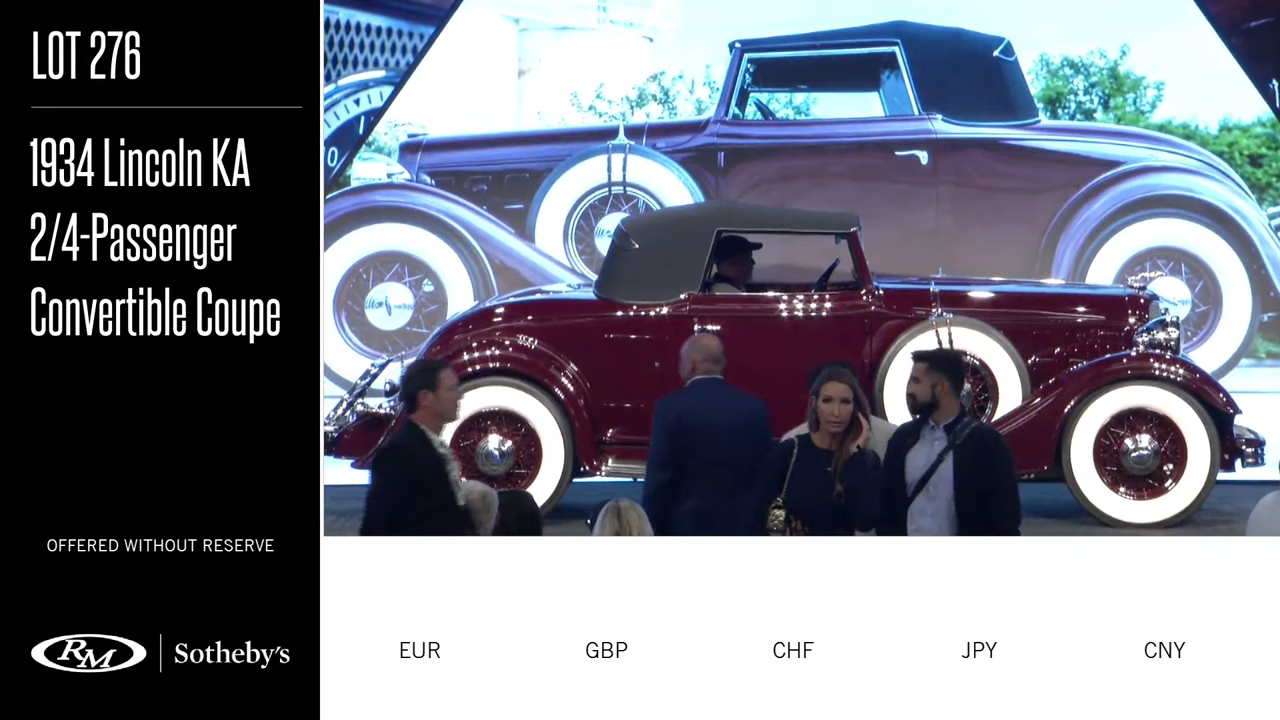 LOT 276
1934 Lincoln KA
2/4-Passenger
Convertible Coupe
OFFERED WITHOUT RESERVE
RM
Sotheby's
EUR GBP CHF JPY CNY